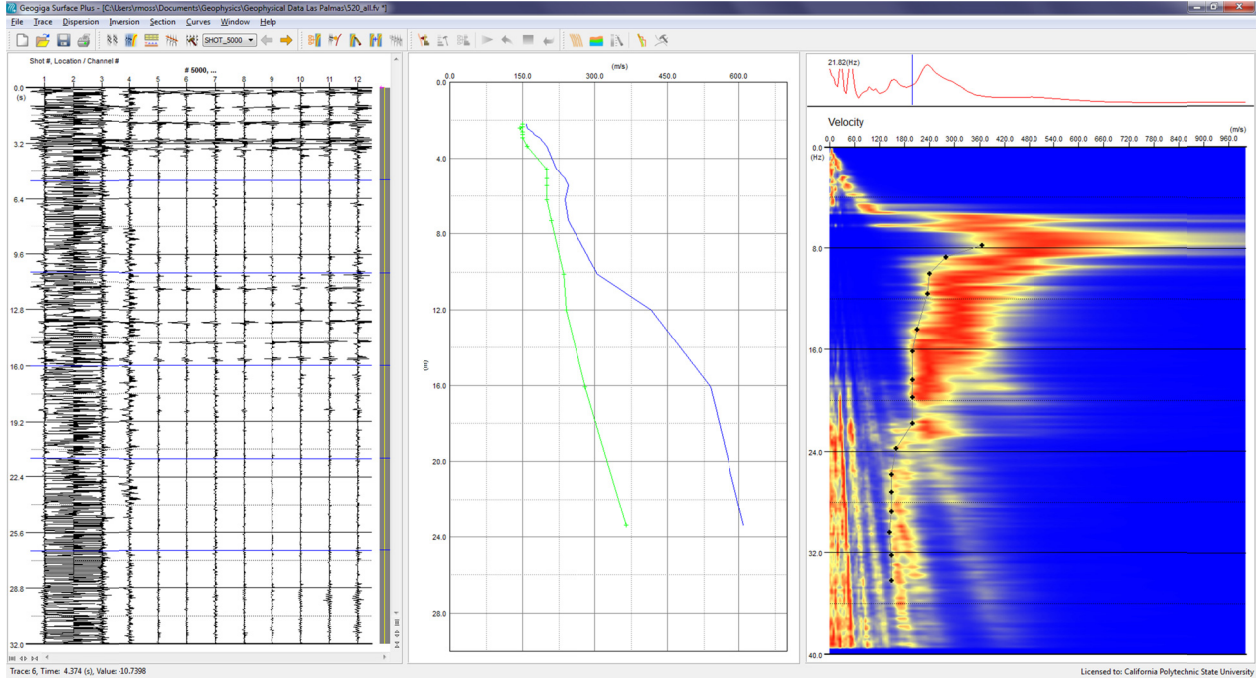 Geogiga Surface Plus - [C:\Users\rmoss\Documents\Geophysics\Geophysical Data Las Palmas\S20_all.fv *]
File Trace Dispersion Inversion Section Curves Window Help
SHOT_5000
Shot #, Location / Channel #
# 5000, ...
1 2 3 4 5 6 7 8 9 10 11 12
0.0
(s)
3.2
6.4
9.6
12.8
16.0
19.2
22.4
25.6
28.8
32.0
(m/s)
0.0 150.0 300.0 450.0 600.0
0.0
4.0
8.0
12.0
(m)
16.0
20.0
24.0
28.0
21.82(Hz)
Velocity
0.0 60.0 120.0 180.0 240.0 300.0 360.0 420.0 480.0 540.0 600.0 660.0 720.0 780.0 840.0 900.0 960.0 (m/s)
0.0
(Hz)
8.0
16.0
24.0
32.0
40.0
Trace: 6, Time: 4.374 (s), Value: -10.7398
Licensed to: California Polytechnic State University